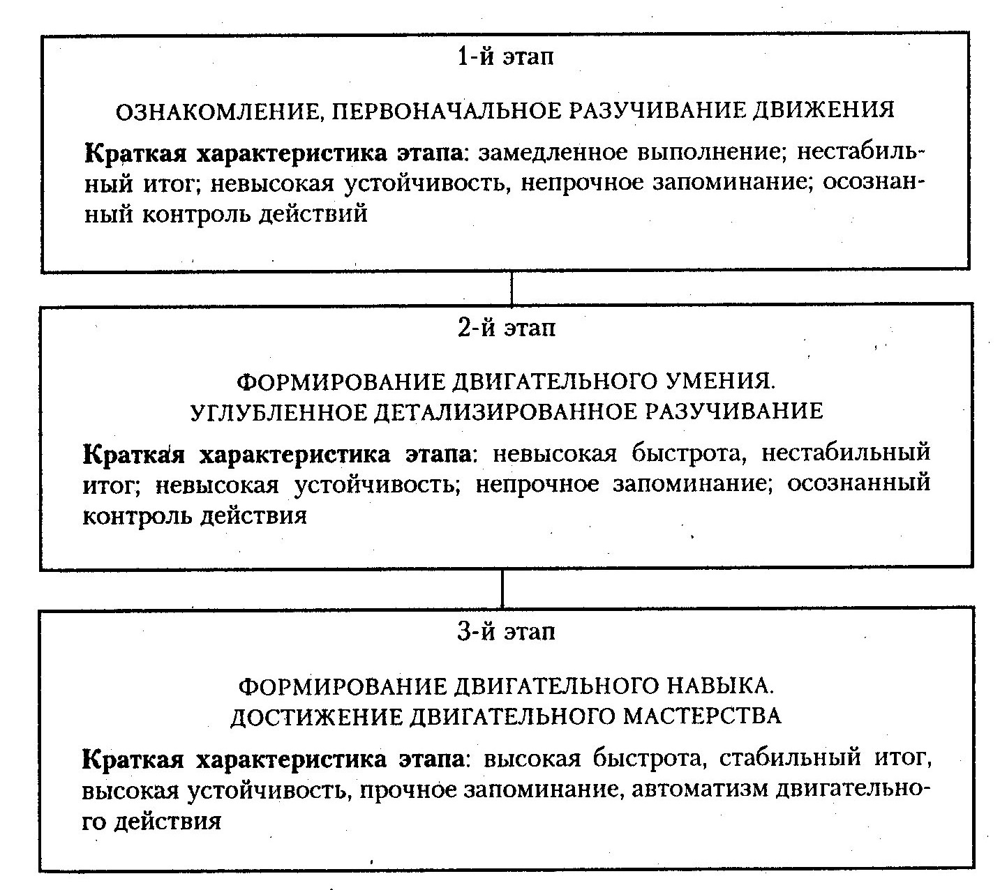 1-й этап
ОЗНАКОМЛЕНИЕ, ПЕРВОНАЧАЛЬНОЕ РАЗУЧИВАНИЕ ДВИЖЕНИЯ
Краткая характеристика этапа: замедленное выполнение; нестабиль-
ный итог; невысокая устойчивость, непрочное запоминание; осознан-
ный контроль действий
2-й этап
ФОРМИРОВАНИЕ ДВИГАТЕЛЬНОГО УМЕНИЯ.
УГЛУБЛЕННОЕ ДЕТАЛИЗИРОВАННОЕ РАЗУЧИВАНИЕ
Краткая характеристика этапа: невысокая быстрота, нестабильный
итог; невысокая устойчивость; непрочное запоминание; осознанный
контроль действия
3-й этап
ФОРМИРОВАНИЕ ДВИГАТЕЛЬНОГО НАВЫКА.
ДОСТИЖЕНИЕ ДВИГАТЕЛЬНОГО МАСТЕРСТВА
Краткая характеристика этапа: высокая быстрота, стабильный итог,
высокая устойчивость, прочное запоминание, автоматизм двигательно-
го действия